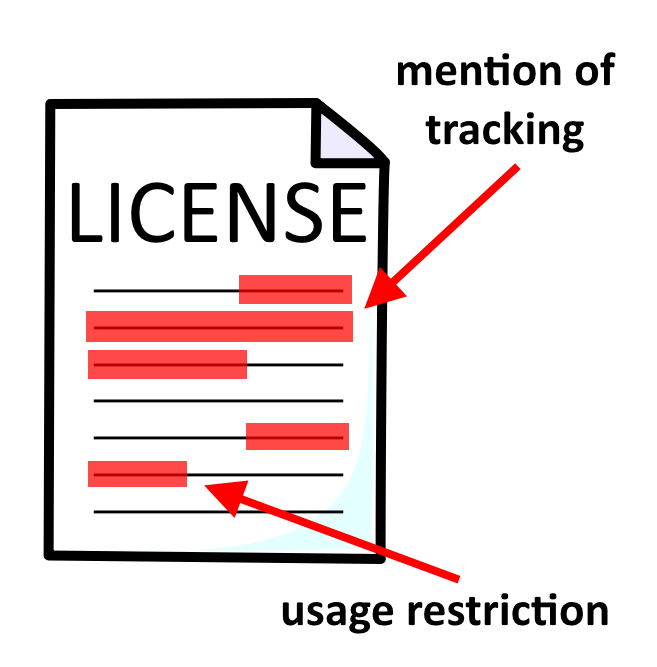 mention of
tracking
LICENSE
usage restriction